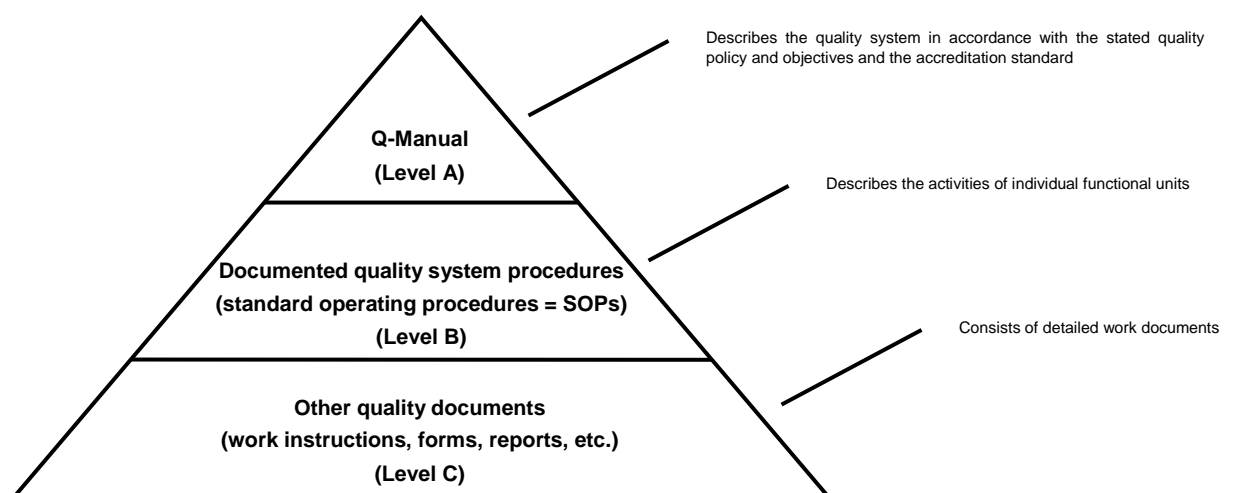 Describes the quality system in accordance with the stated quality
policy and objectives and the accreditation standard
Q-Manual
(Level A)
Describes the activities of individual functional units
Documented quality system procedures
(standard operating procedures = SOPs)
(Level B)
Consists of detailed work documents
Other quality documents
(work instructions, forms, reports, etc.)
(Level C)